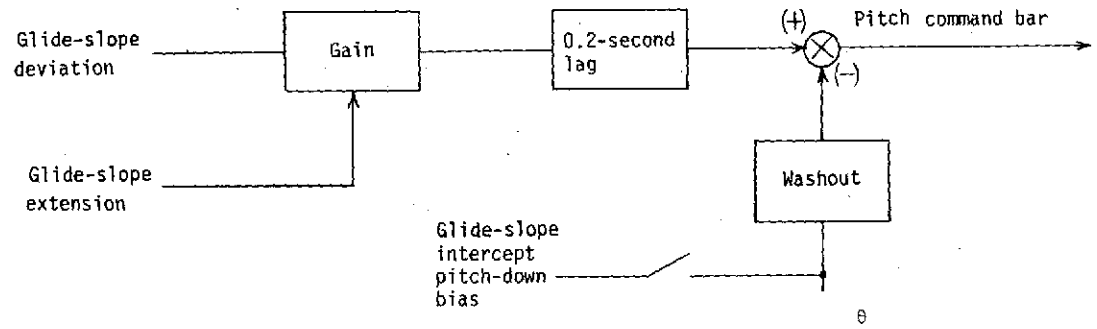 Glide-slope
deviation
Gain
0.2-second
lag
(+)
Pitch command bar
(-)
Glide-slope
extension
Washout
Glide-slope
intercept
pitch-down
bias
θ